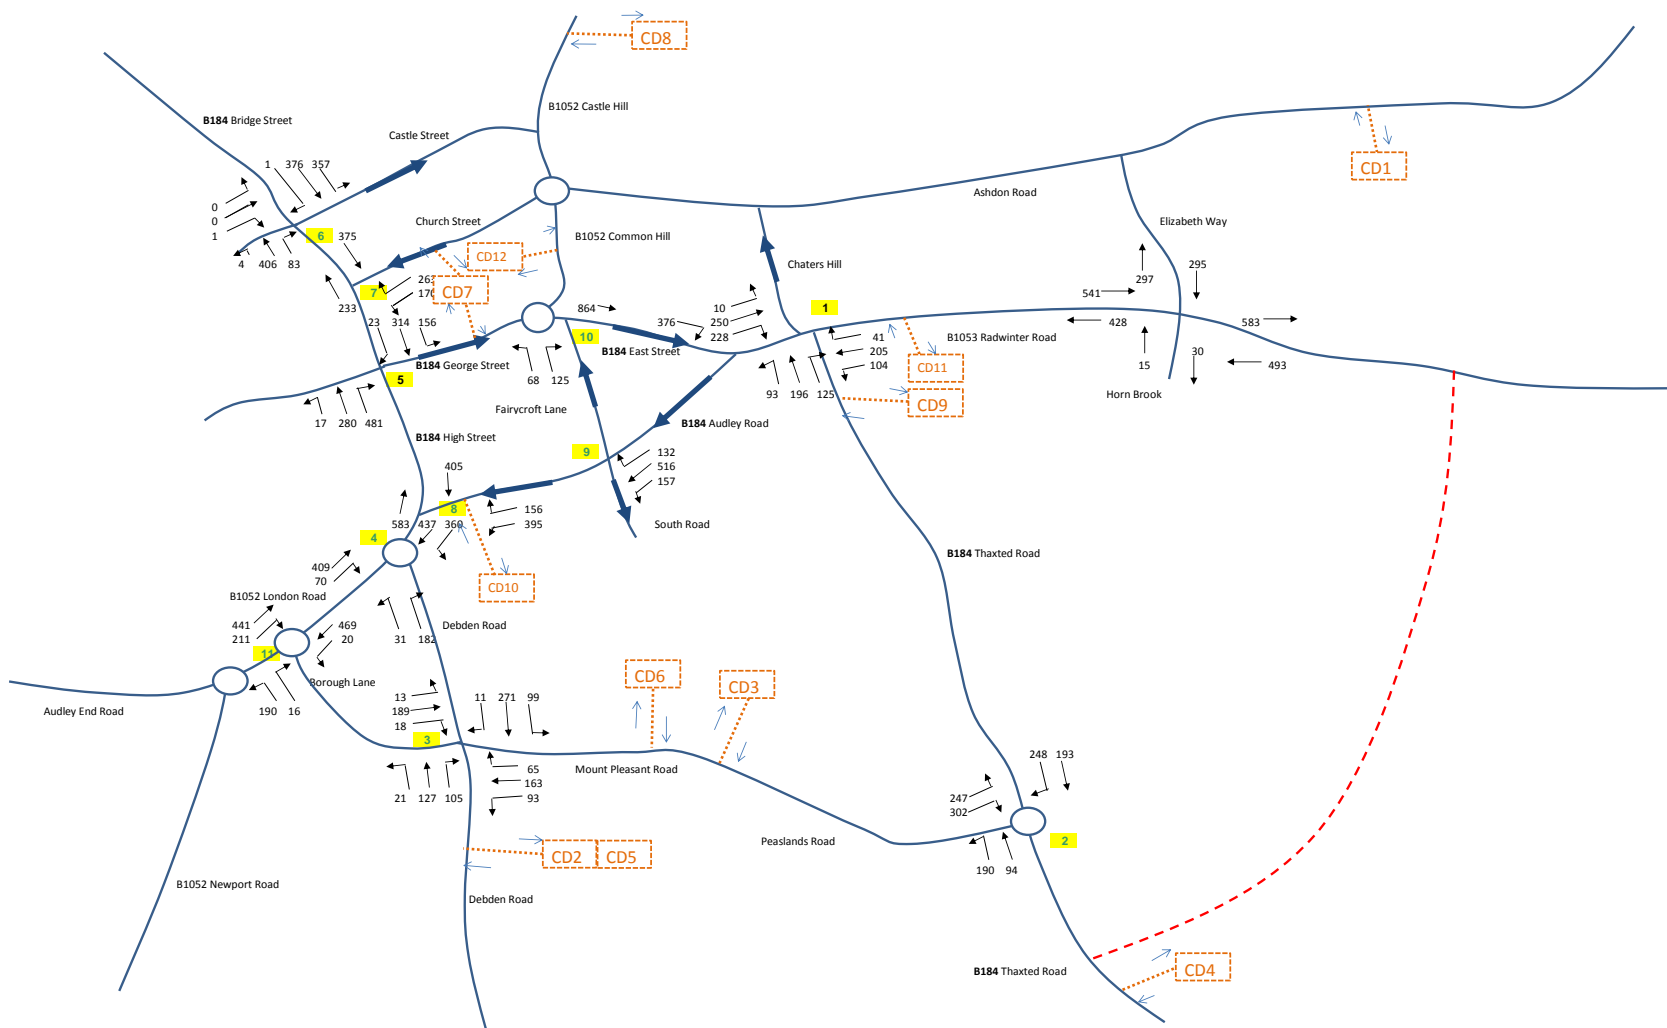 CD8
B1052 Castle Hill
B184 Bridge Street
Castle Street
CD1
1 376 357
Ashdon Road
0
0
1
Church Street
Elizabeth Way
6
375
B1052 Common Hill
CD12
4 406 83
Chaters Hill
295
297
7
CD7
541
233
10
864
1
23 314 156
376
250
428
583
228
10
B1053 Radwinter Road
41
B184 East Street
205
B184 George Street
15
30
493
104
CD11
5
68 125
93 196 125
Horn Brook
CD9
17 280 481
Fairycroft Lane
B184 Audley Road
B184 High Street
9
132
405
516
157
8
156
583 437
395
South Road
4
B184 Thaxted Road
409
70
CD10
B1052 London Road
441
211
469
20
31 182
Debden Road
11
Borough Lane
CD6
CD3
13
11 271 99
190 16
189
Audley End Road
18
3
248 193
65
Mount Pleasant Road
163
21 127 105
93
247
302
Peaslands Road
2
CD2 CD5
190 94
B1052 Newport Road
Debden Road
B184 Thaxted Road
CD4